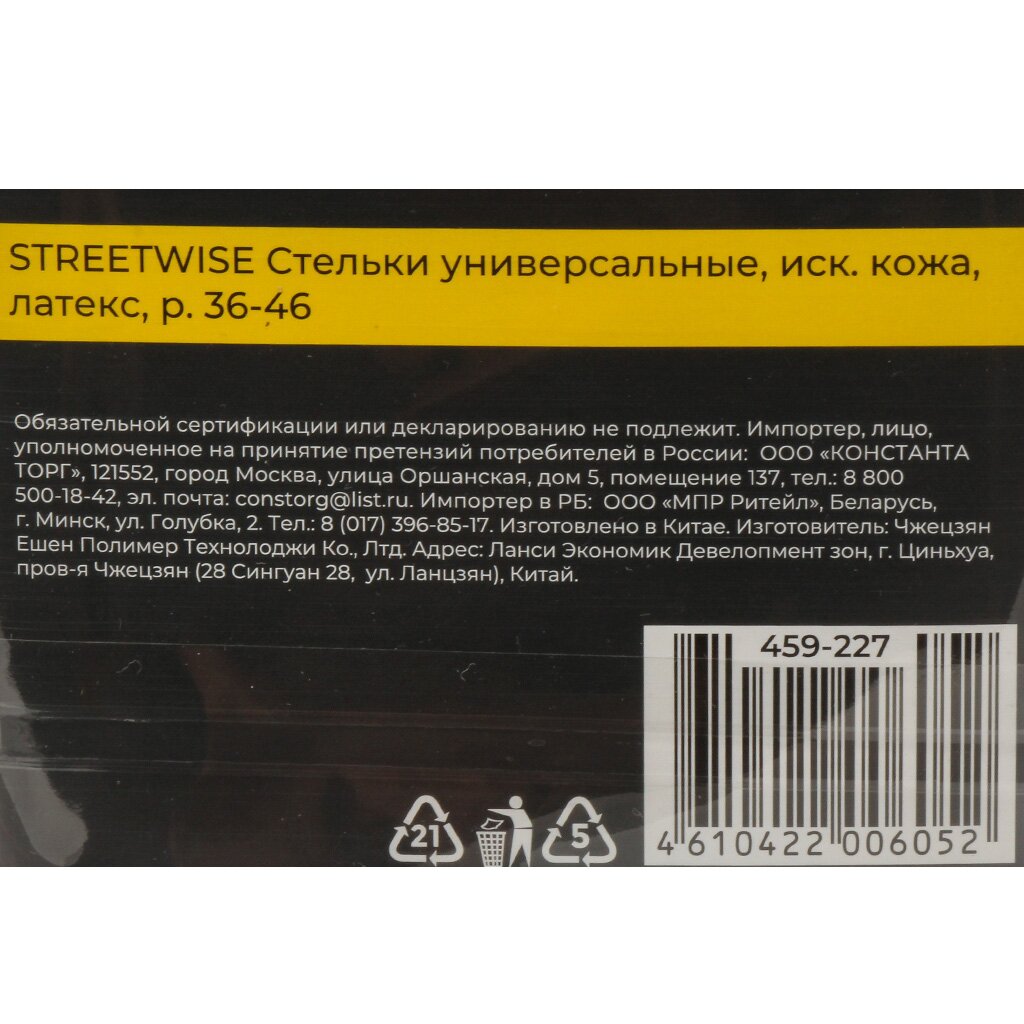 STREETWISE Стельки универсальные, иск. кожа,
латекс, р. 36-46
Обязательной сертификации или декларированию не подлежит. Импортер, лицо,
уполномоченное на принятие претензий потребителей в России: ООО «КОНСТАНТА
ТОРГ», 121552, город Москва, улица Оршанская, дом 5, помещение 137, тел.: 8 800
500-18-42, эл. почта: constorg@list.ru. Импортер в РБ: ООО «МПР Ритейл», Беларусь,
г. Минск, ул. Голубка, 2. Тел.: 8 (017) 396-85-17. Изготовлено в Китае. Изготовитель: Чжецзян
Ешен Полимер Технолоджи Ко., Лтд. Адрес: Ланси Экономик Девелопмент зон, г. Циньхуа,
пров-я Чжецзян (28 Сингуан 28, ул. Ланцзян), Китай.
459-227
21
5
4 610422 006052